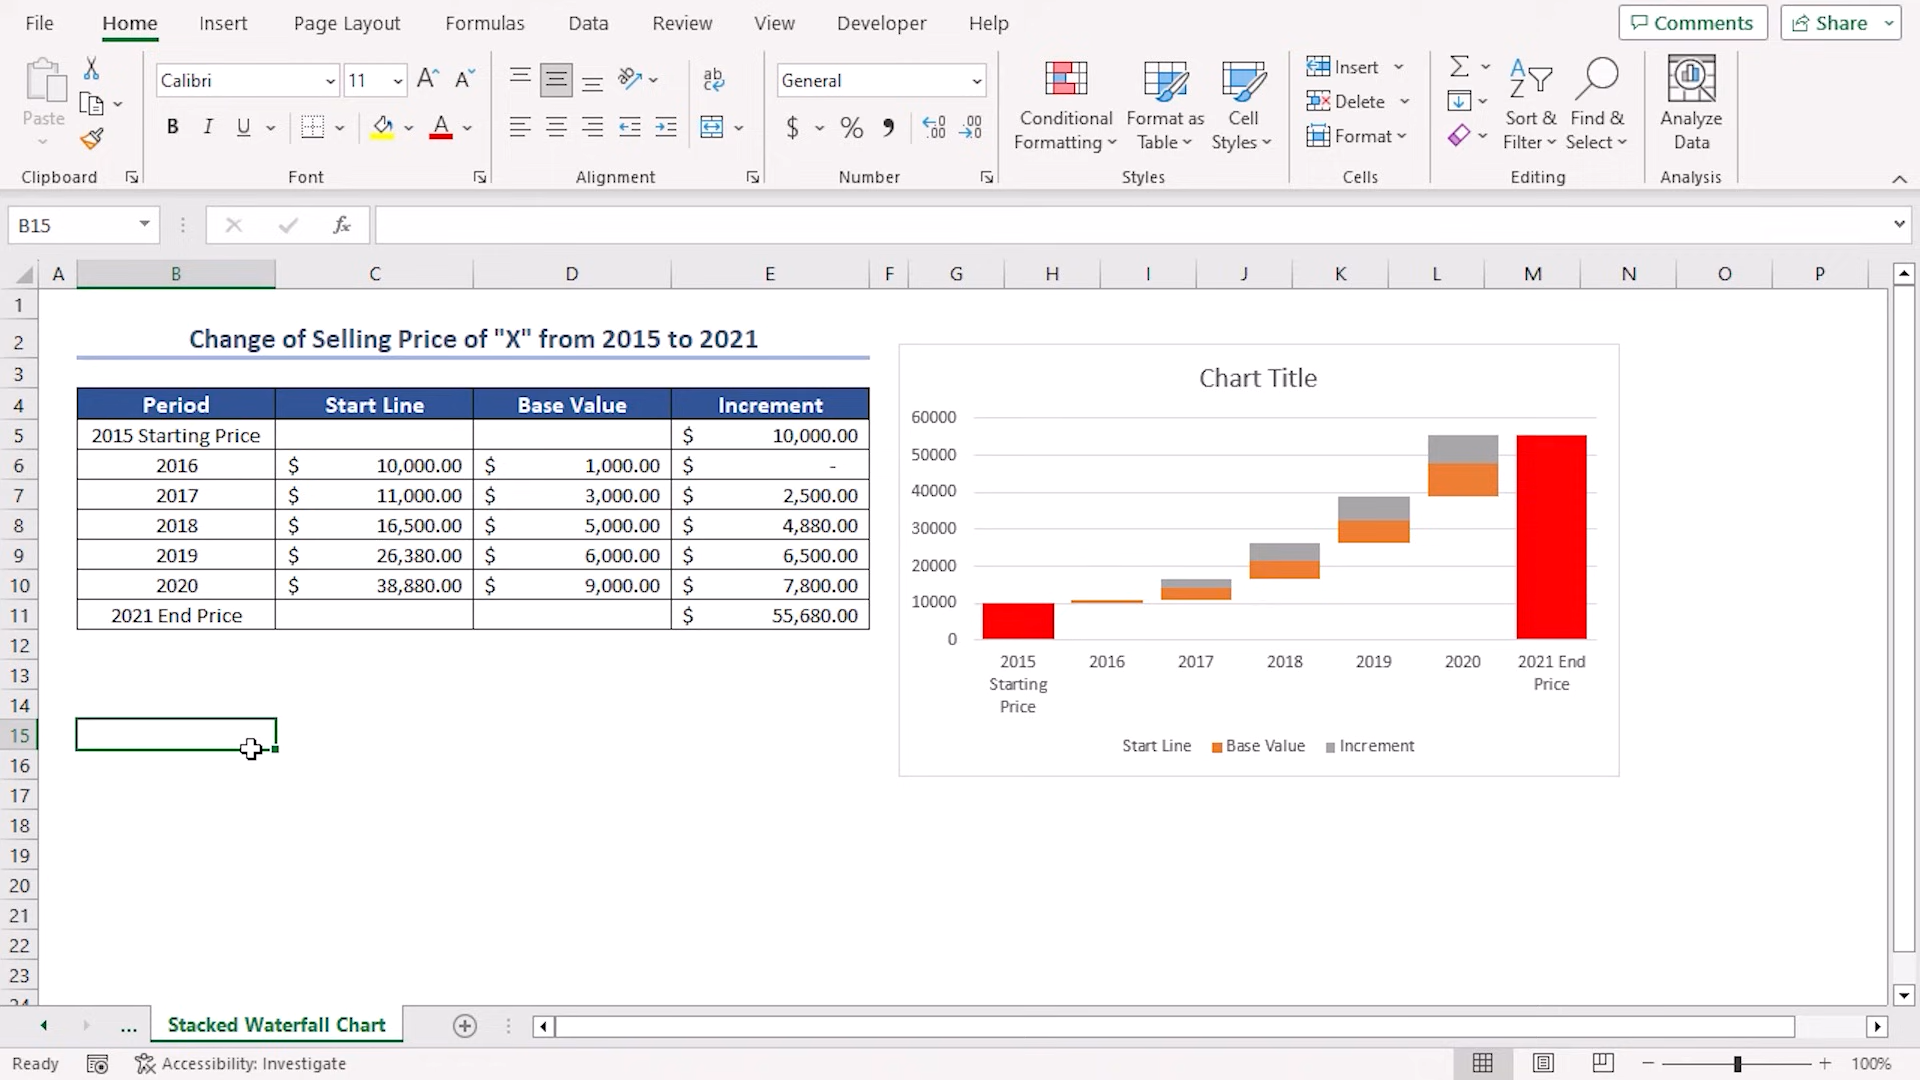 File Home Insert Page Layout Formulas Data Review View Developer Help Comments Share
Calibri 11 A A ab General Insert
Paste B I U A $ % Conditional Formatting Format as Table Cell Styles Delete Format Sort & Filter Find & Select Analyze Data
Clipboard Font Alignment Number Styles Cells Editing Analysis
B15 fx
A B C D E F G H I J K L M N O P
1
2 Change of Selling Price of "X" from 2015 to 2021
3
4 Period Start Line Base Value Increment
5 2015 Starting Price $ 10,000.00
6 2016 $ 10,000.00 $ 1,000.00 $ -
7 2017 $ 11,000.00 $ 3,000.00 $ 2,500.00
8 2018 $ 16,500.00 $ 5,000.00 $ 4,880.00
9 2019 $ 26,380.00 $ 6,000.00 $ 6,500.00
10 2020 $ 38,880.00 $ 9,000.00 $ 7,800.00
11 2021 End Price $ 55,680.00
12
13
14
15
16
17
18
19
20
21
22
23
24
Chart Title
60000
50000
40000
30000
20000
10000
0
2015 Starting Price 2016 2017 2018 2019 2020 2021 End Price
Start Line Base Value Increment
... Stacked Waterfall Chart
Ready Accessibility: Investigate 100%